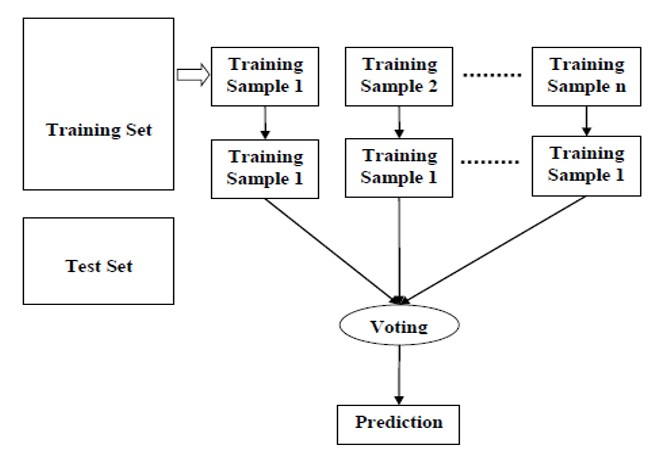 Training Set
Training
Sample 1
Training
Sample 2
.........
Training
Sample n
Training
Sample 1
Training
Sample 1
.........
Training
Sample 1
Test Set
Voting
Prediction